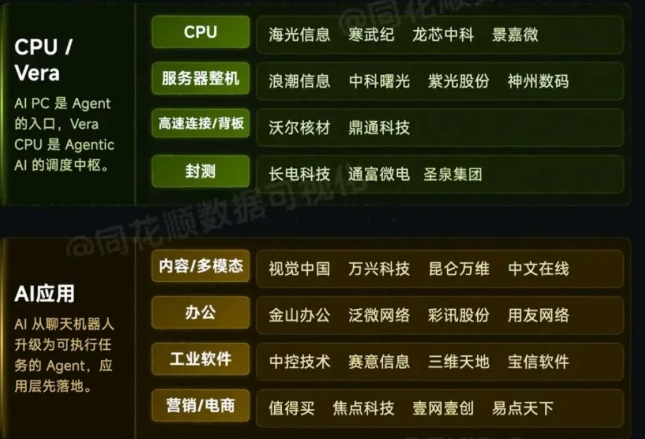 CPU /
Vera
AI PC 是 Agent
的入口，Vera
CPU 是 Agentic
AI 的调度中枢。
CPU 海光信息 寒武纪 龙芯中科 景嘉微
服务器整机 浪潮信息 中科曙光 紫光股份 神州数码
高速连接/背板 沃尔核材 鼎通科技
封测 长电科技 通富微电 圣泉集团
@同花顺数据可视化
AI应用
AI 从聊天机器人
升级为可执行任
务的 Agent，应
用层先落地。
内容/多模态 视觉中国 万兴科技 昆仑万维 中文在线
办公 金山办公 泛微网络 彩讯股份 用友网络
工业软件 中控技术 赛意信息 三维天地 宝信软件
营销/电商 值得买 焦点科技 壹网壹创 易点天下